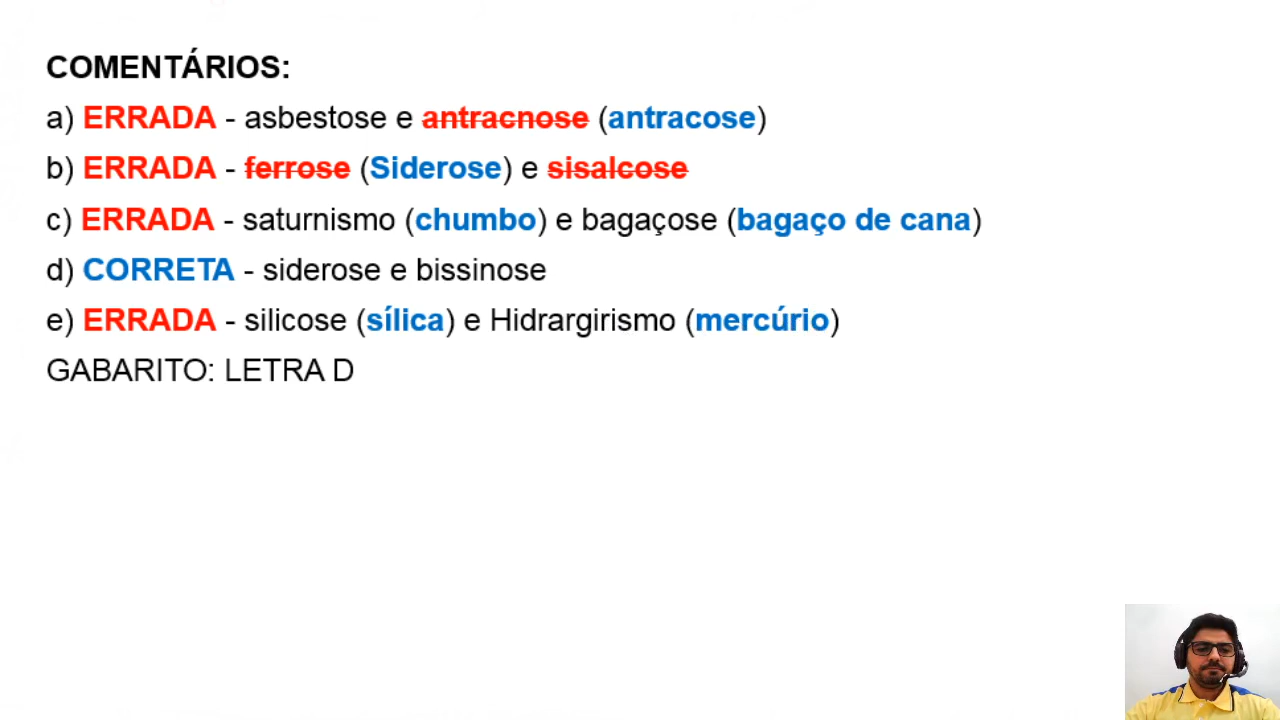 COMENTÁRIOS:
a) ERRADA - asbestose e antracnose (antracose)
b) ERRADA - ferrose (Siderose) e sisalcose
c) ERRADA - saturnismo (chumbo) e bagaçose (bagaço de cana)
d) CORRETA - siderose e bissinose
e) ERRADA - silicose (sílica) e Hidrargirismo (mercúrio)
GABARITO: LETRA D